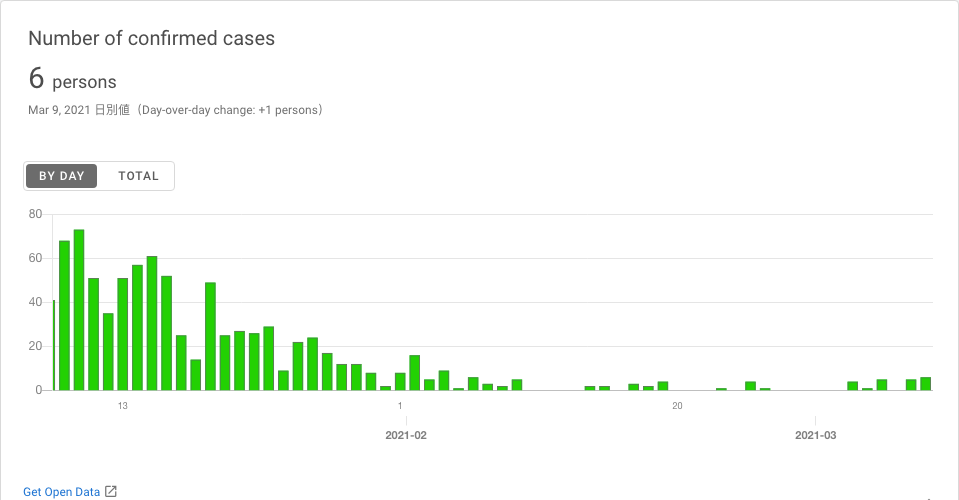 Number of confirmed cases
6 persons
Mar 9, 2021 日別値（Day-over-day change: +1 persons）
BY DAY TOTAL
80
60
40
20
0
13 1 20
2021-02 2021-03
Get Open Data